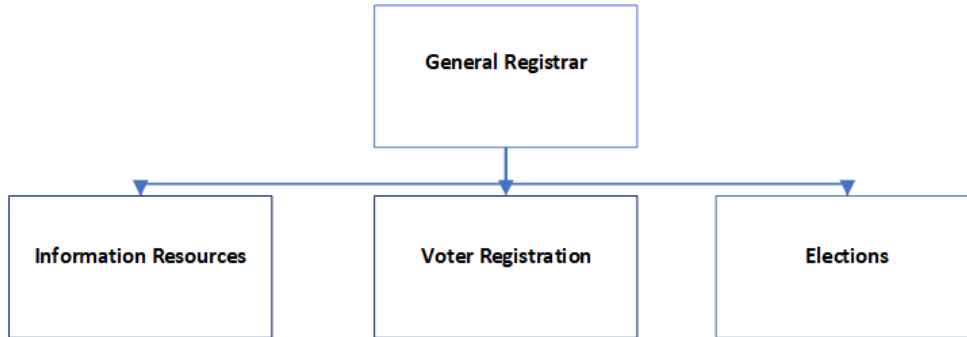 General Registrar
Information Resources
Voter Registration
Elections